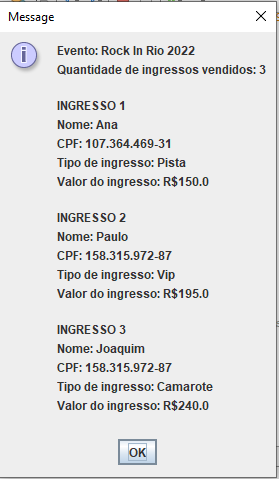 Message
Evento: Rock In Rio 2022
Quantidade de ingressos vendidos: 3
INGRESSO 1
Nome: Ana
CPF: 107.364.469-31
Tipo de ingresso: Pista
Valor do ingresso: R$150.0
INGRESSO 2
Nome: Paulo
CPF: 158.315.972-87
Tipo de ingresso: Vip
Valor do ingresso: R$195.0
INGRESSO 3
Nome: Joaquim
CPF: 158.315.972-87
Tipo de ingresso: Camarote
Valor do ingresso: R$240.0
OK